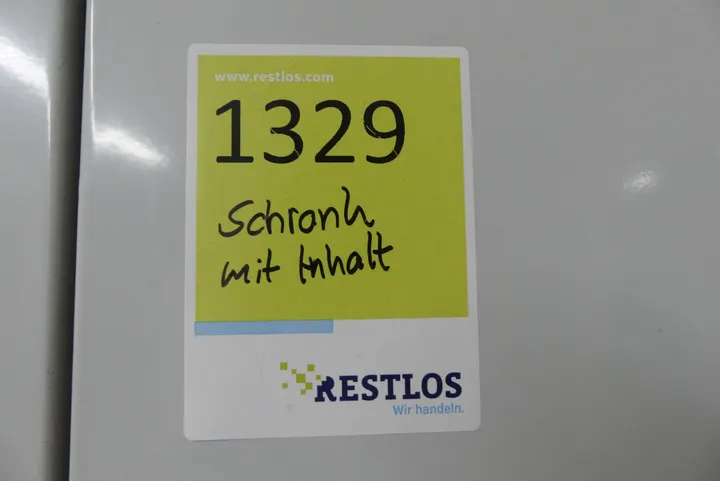 www.restlos.com
1329
Schrank
mit Inhalt
RESTLOS
Wir handeln.